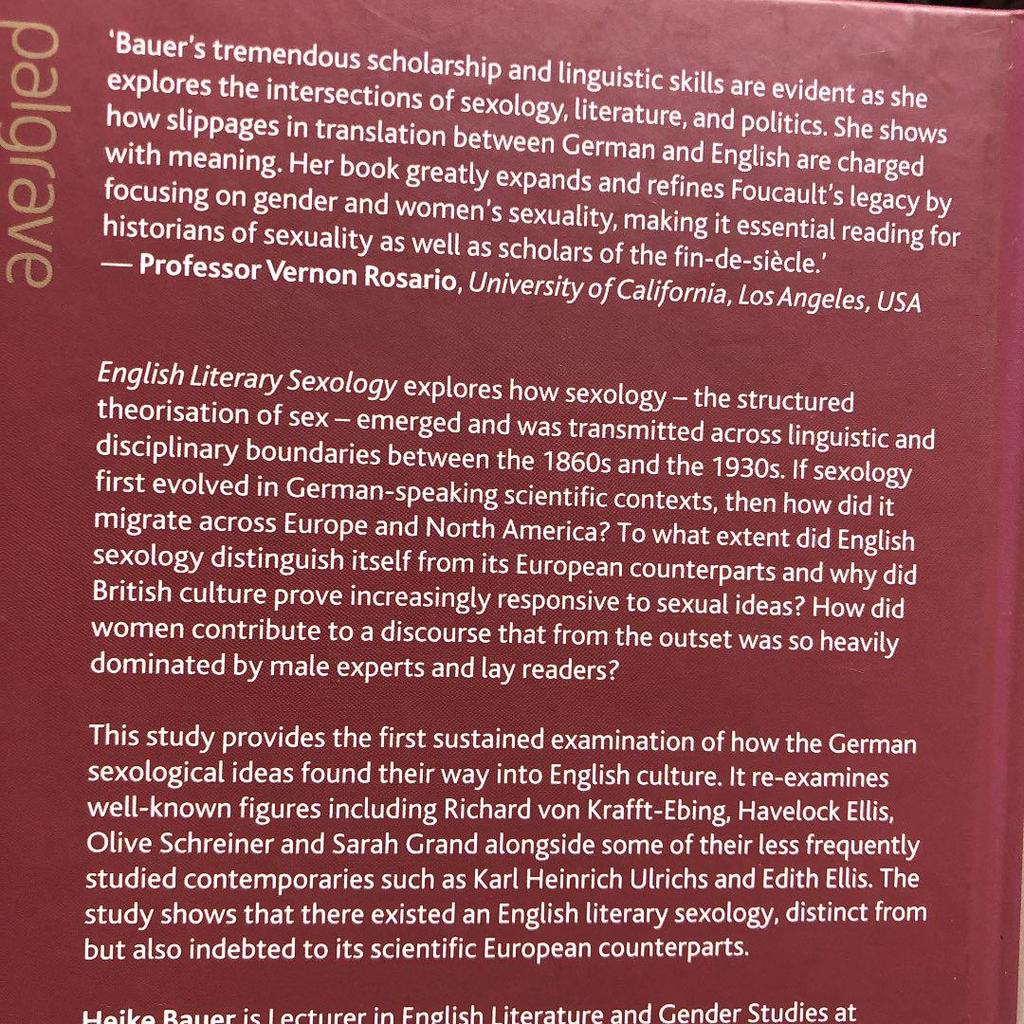 palgrave
‘Bauer’s tremendous scholarship and linguistic skills are evident as she
explores the intersections of sexology, literature, and politics. She shows
how slippages in translation between German and English are charged
with meaning. Her book greatly expands and refines Foucault’s legacy by
focusing on gender and women’s sexuality, making it essential reading for
historians of sexuality as well as scholars of the fin-de-siècle.’
— Professor Vernon Rosario, University of California, Los Angeles, USA
English Literary Sexology explores how sexology – the structured
theorisation of sex – emerged and was transmitted across linguistic and
disciplinary boundaries between the 1860s and the 1930s. If sexology
first evolved in German-speaking scientific contexts, then how did it
migrate across Europe and North America? To what extent did English
sexology distinguish itself from its European counterparts and why did
British culture prove increasingly responsive to sexual ideas? How did
women contribute to a discourse that from the outset was so heavily
dominated by male experts and lay readers?
This study provides the first sustained examination of how the German
sexological ideas found their way into English culture. It re-examines
well-known figures including Richard von Krafft-Ebing, Havelock Ellis,
Olive Schreiner and Sarah Grand alongside some of their less frequently
studied contemporaries such as Karl Heinrich Ulrichs and Edith Ellis. The
study shows that there existed an English literary sexology, distinct from
but also indebted to its scientific European counterparts.
Heike Bauer is Lecturer in English Literature and Gender Studies at